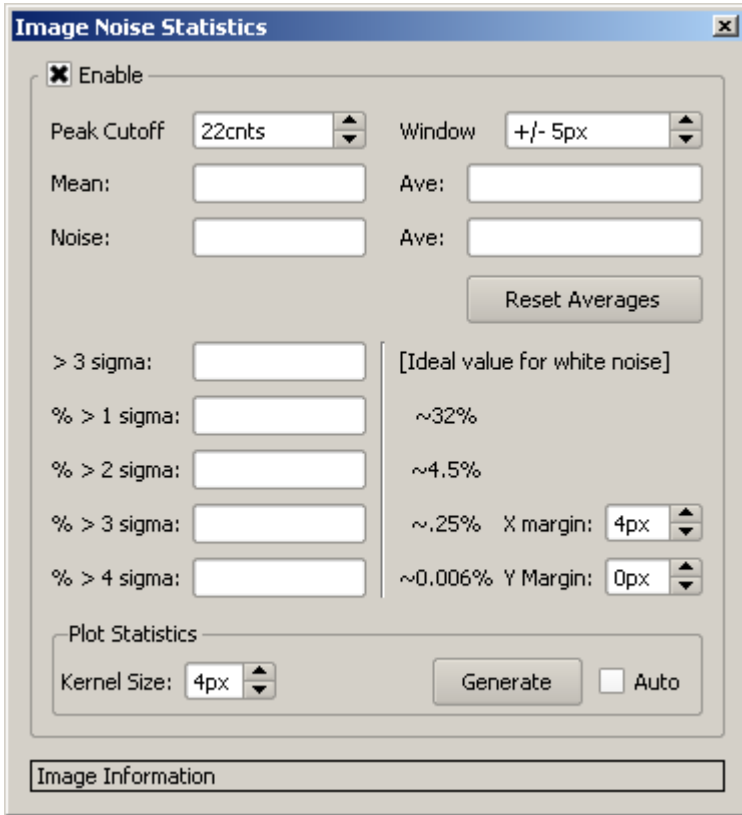 Image Noise Statistics
Enable
Peak Cutoff 22cnts Window +/- 5px
Mean: Ave:
Noise: Ave:
Reset Averages
> 3 sigma: [Ideal value for white noise]
% > 1 sigma: ~32%
% > 2 sigma: ~4.5%
% > 3 sigma: ~.25% X margin: 4px
% > 4 sigma: ~0.006% Y Margin: 0px
Plot Statistics
Kernel Size: 4px Generate Auto
Image Information